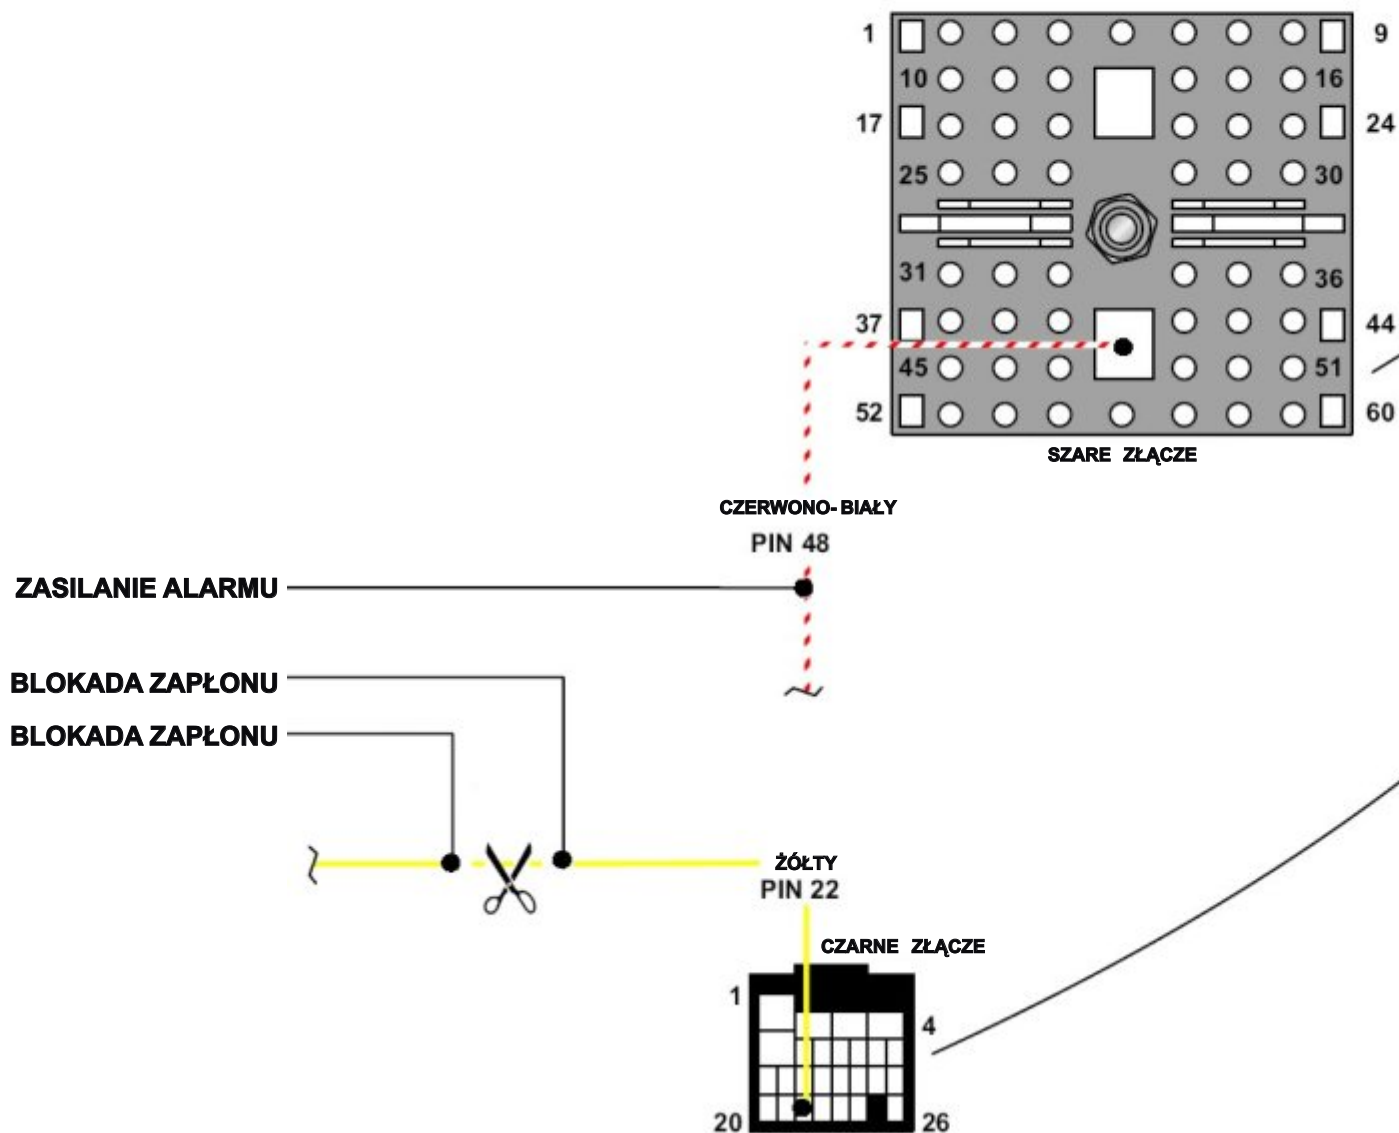 1 9
10 16
17 24
25 30
31 36
37 44
45 51
52 60
SZARE ZŁĄCZE
CZERWONO-BIAŁY
PIN 48
ZASILANIE ALARMU
BLOKADA ZAPŁONU
BLOKADA ZAPŁONU
ŻÓŁTY
PIN 22
CZARNE ZŁĄCZE
1
4
20 26